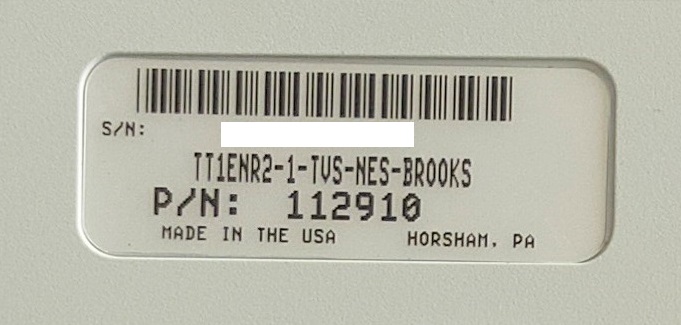 S/N:
TT1ENR2-1-TVS-NES-BROOKS
P/N: 112910
MADE IN THE USA HORSHAM, PA